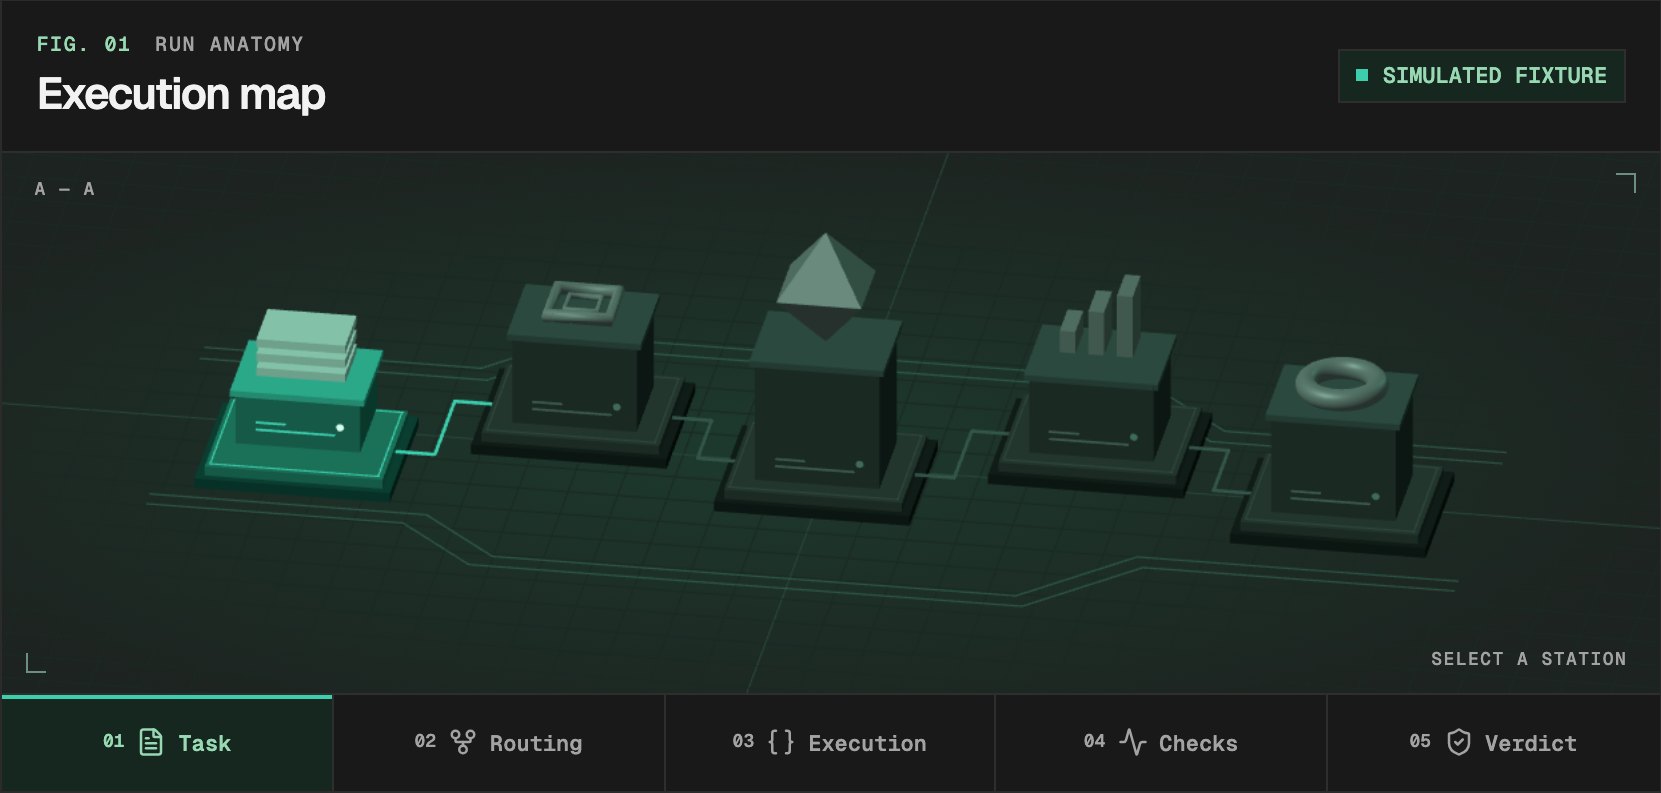 FIG. 01 RUN ANATOMY
Execution map
SIMULATED FIXTURE
A — A
SELECT A STATION
01 Task
02 Routing
03 Execution
04 Checks
05 Verdict